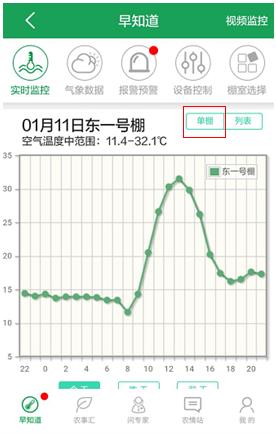 早知道
视频监控
实时监控 气象数据 报警预警 设备控制 棚室选择
01月11日东一号棚
单棚 列表
空气温度中范围：11.4-32.1℃
东一号棚
35
30
25
20
15
10
5
22 0 2 4 6 8 10 12 14 16 18 20
早知道 农事汇 问专家 农情站 我的